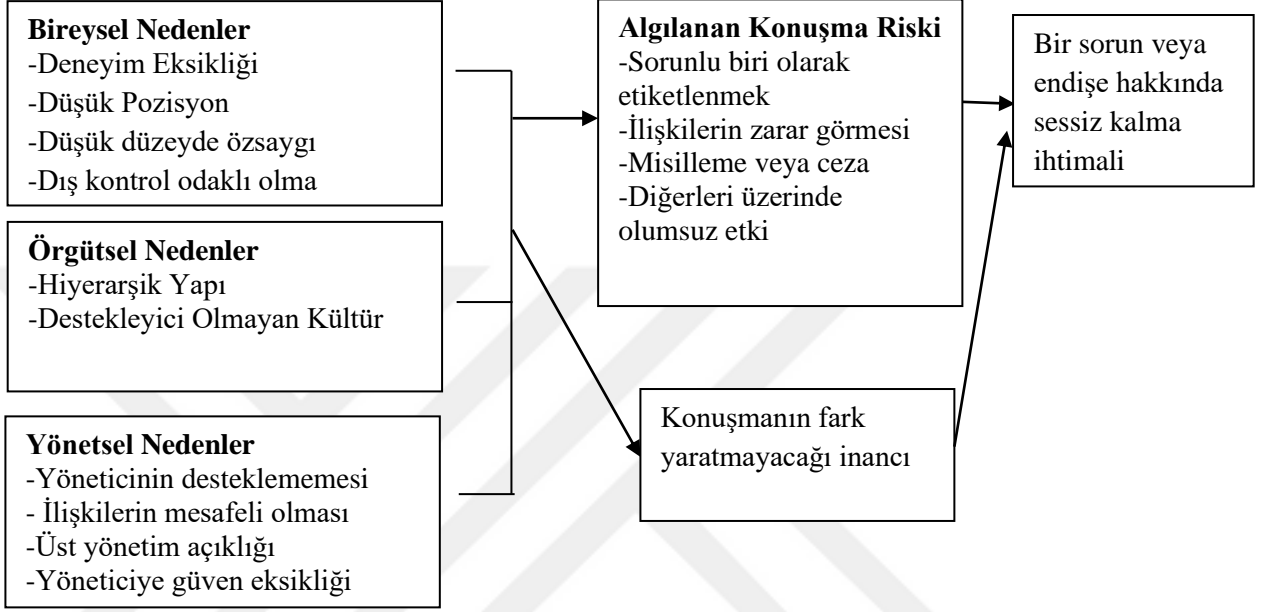 Bireysel Nedenler
-Deneyim Eksikliği
-Düşük Pozisyon
-Düşük düzeyde özsaygı
-Dış kontrol odaklı olma
Örgütsel Nedenler
-Hiyerarşik Yapı
-Destekleyici Olmayan Kültür
Yönetsel Nedenler
-Yöneticinin desteklememesi
- İlişkilerin mesafeli olması
-Üst yönetim açıklığı
-Yöneticiye güven eksikliği
Algılanan Konuşma Riski
-Sorunlu biri olarak
etiketlenmek
-İlişkilerin zarar görmesi
-Misilleme veya ceza
-Diğerleri üzerinde
olumsuz etki
Konuşmanın fark
yaratmayacağı inancı
Bir sorun veya
endişe hakkında
sessiz kalma
ihtimali